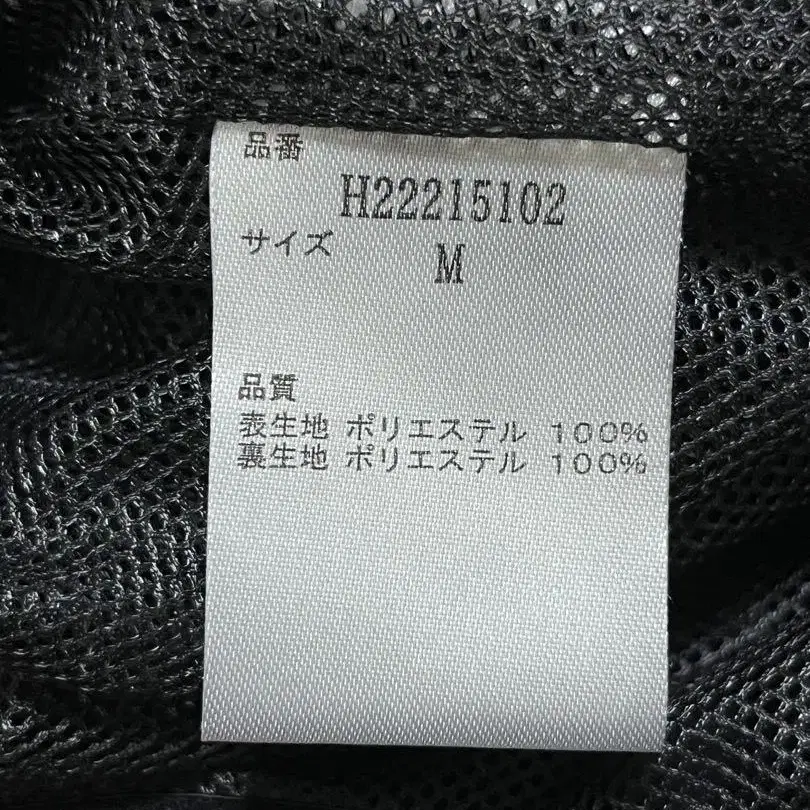 品番
H22215102
サイズ
M
品質
表生地 ポリエステル 100%
裏生地 ポリエステル 100%